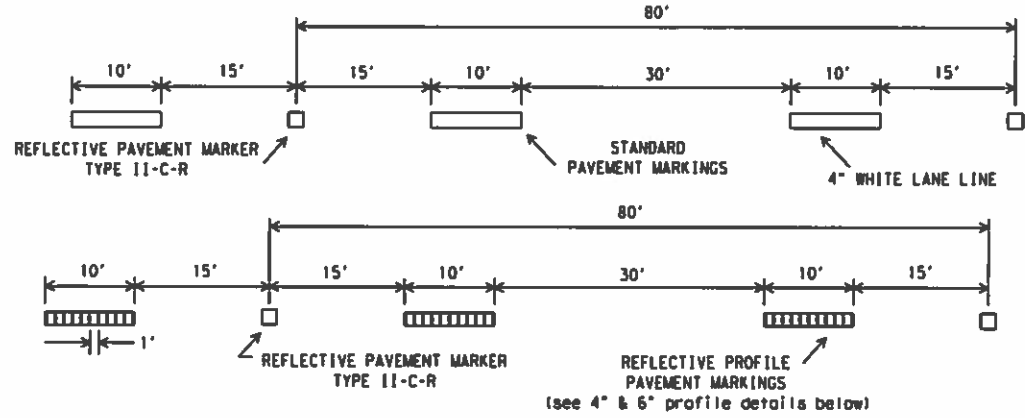 80'
10' 15' 15' 10' 30' 10' 15'
REFLECTIVE PAVEMENT MARKER
TYPE II-C-R
STANDARD
PAVEMENT MARKINGS
4" WHITE LANE LINE
80'
10' 15' 15' 10' 30' 10' 15'
1'
REFLECTIVE PAVEMENT MARKER
TYPE II-C-R
REFLECTIVE PROFILE
PAVEMENT MARKINGS
(see 4" & 6" profile details below)